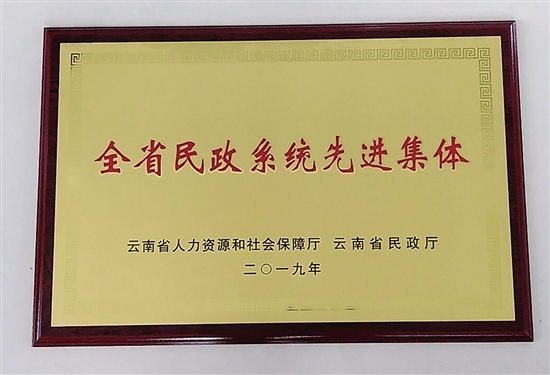 全省民政系统先进集体
云南省人力资源和社会保障厅 云南省民政厅
二〇一九年